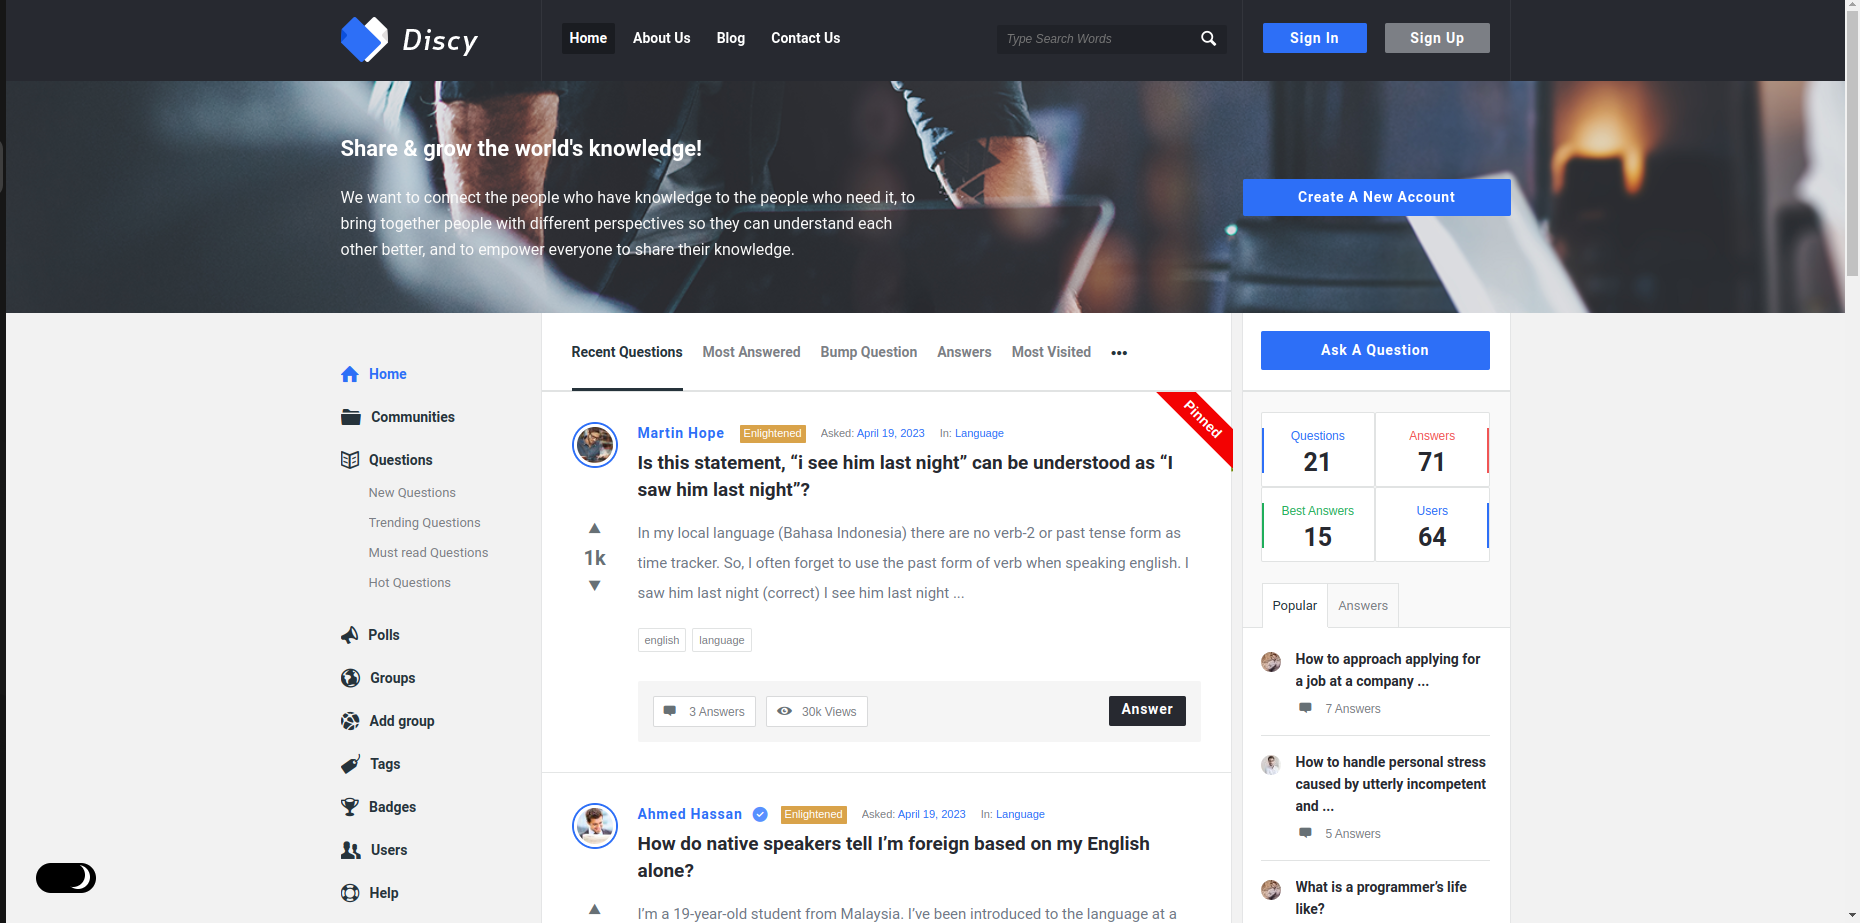 Discy
Home About Us Blog Contact Us
Type Search Words
Sign In Sign Up
Share & grow the world's knowledge!
We want to connect the people who have knowledge to the people who need it, to
bring together people with different perspectives so they can understand each
other better, and to empower everyone to share their knowledge.
Create A New Account
Home
Communities
Questions
New Questions
Trending Questions
Must read Questions
Hot Questions
Polls
Groups
Add group
Tags
Badges
Users
Help
Recent Questions Most Answered Bump Question Answers Most Visited •••
Pinned
Martin Hope Enlightened Asked: April 19, 2023 In: Language
Is this statement, “i see him last night” can be understood as “I
saw him last night”?
1k
In my local language (Bahasa Indonesia) there are no verb-2 or past tense form as
time tracker. So, I often forget to use the past form of verb when speaking english. I
saw him last night (correct) I see him last night ...
english language
3 Answers 30k Views Answer
Ahmed Hassan Enlightened Asked: April 19, 2023 In: Language
How do native speakers tell I’m foreign based on my English
alone?
I’m a 19-year-old student from Malaysia. I’ve been introduced to the language at a
Ask A Question
Questions
21
Answers
71
Best Answers
15
Users
64
Popular Answers
How to approach applying for
a job at a company ...
7 Answers
How to handle personal stress
caused by utterly incompetent
and ...
5 Answers
What is a programmer’s life
like?